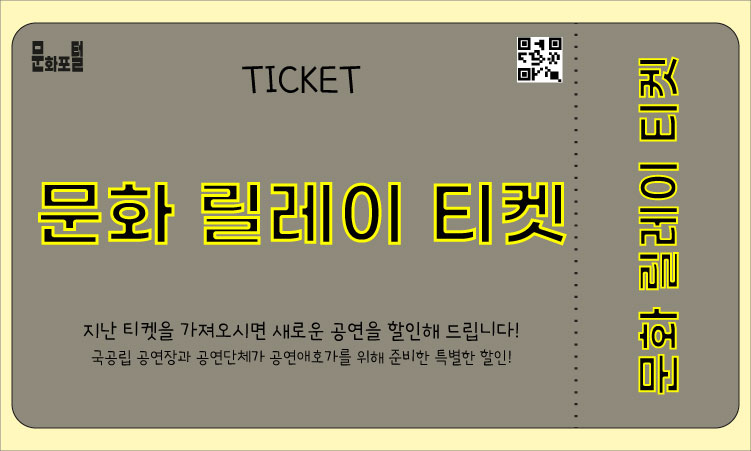 문화포털
TICKET
문화 릴레이 티켓
지난 티켓을 가져오시면 새로운 공연을 할인해 드립니다!
국공립 공연장과 공연단체가 공연애호가를 위해 준비한 특별한 할인!
문화 릴레이 티켓